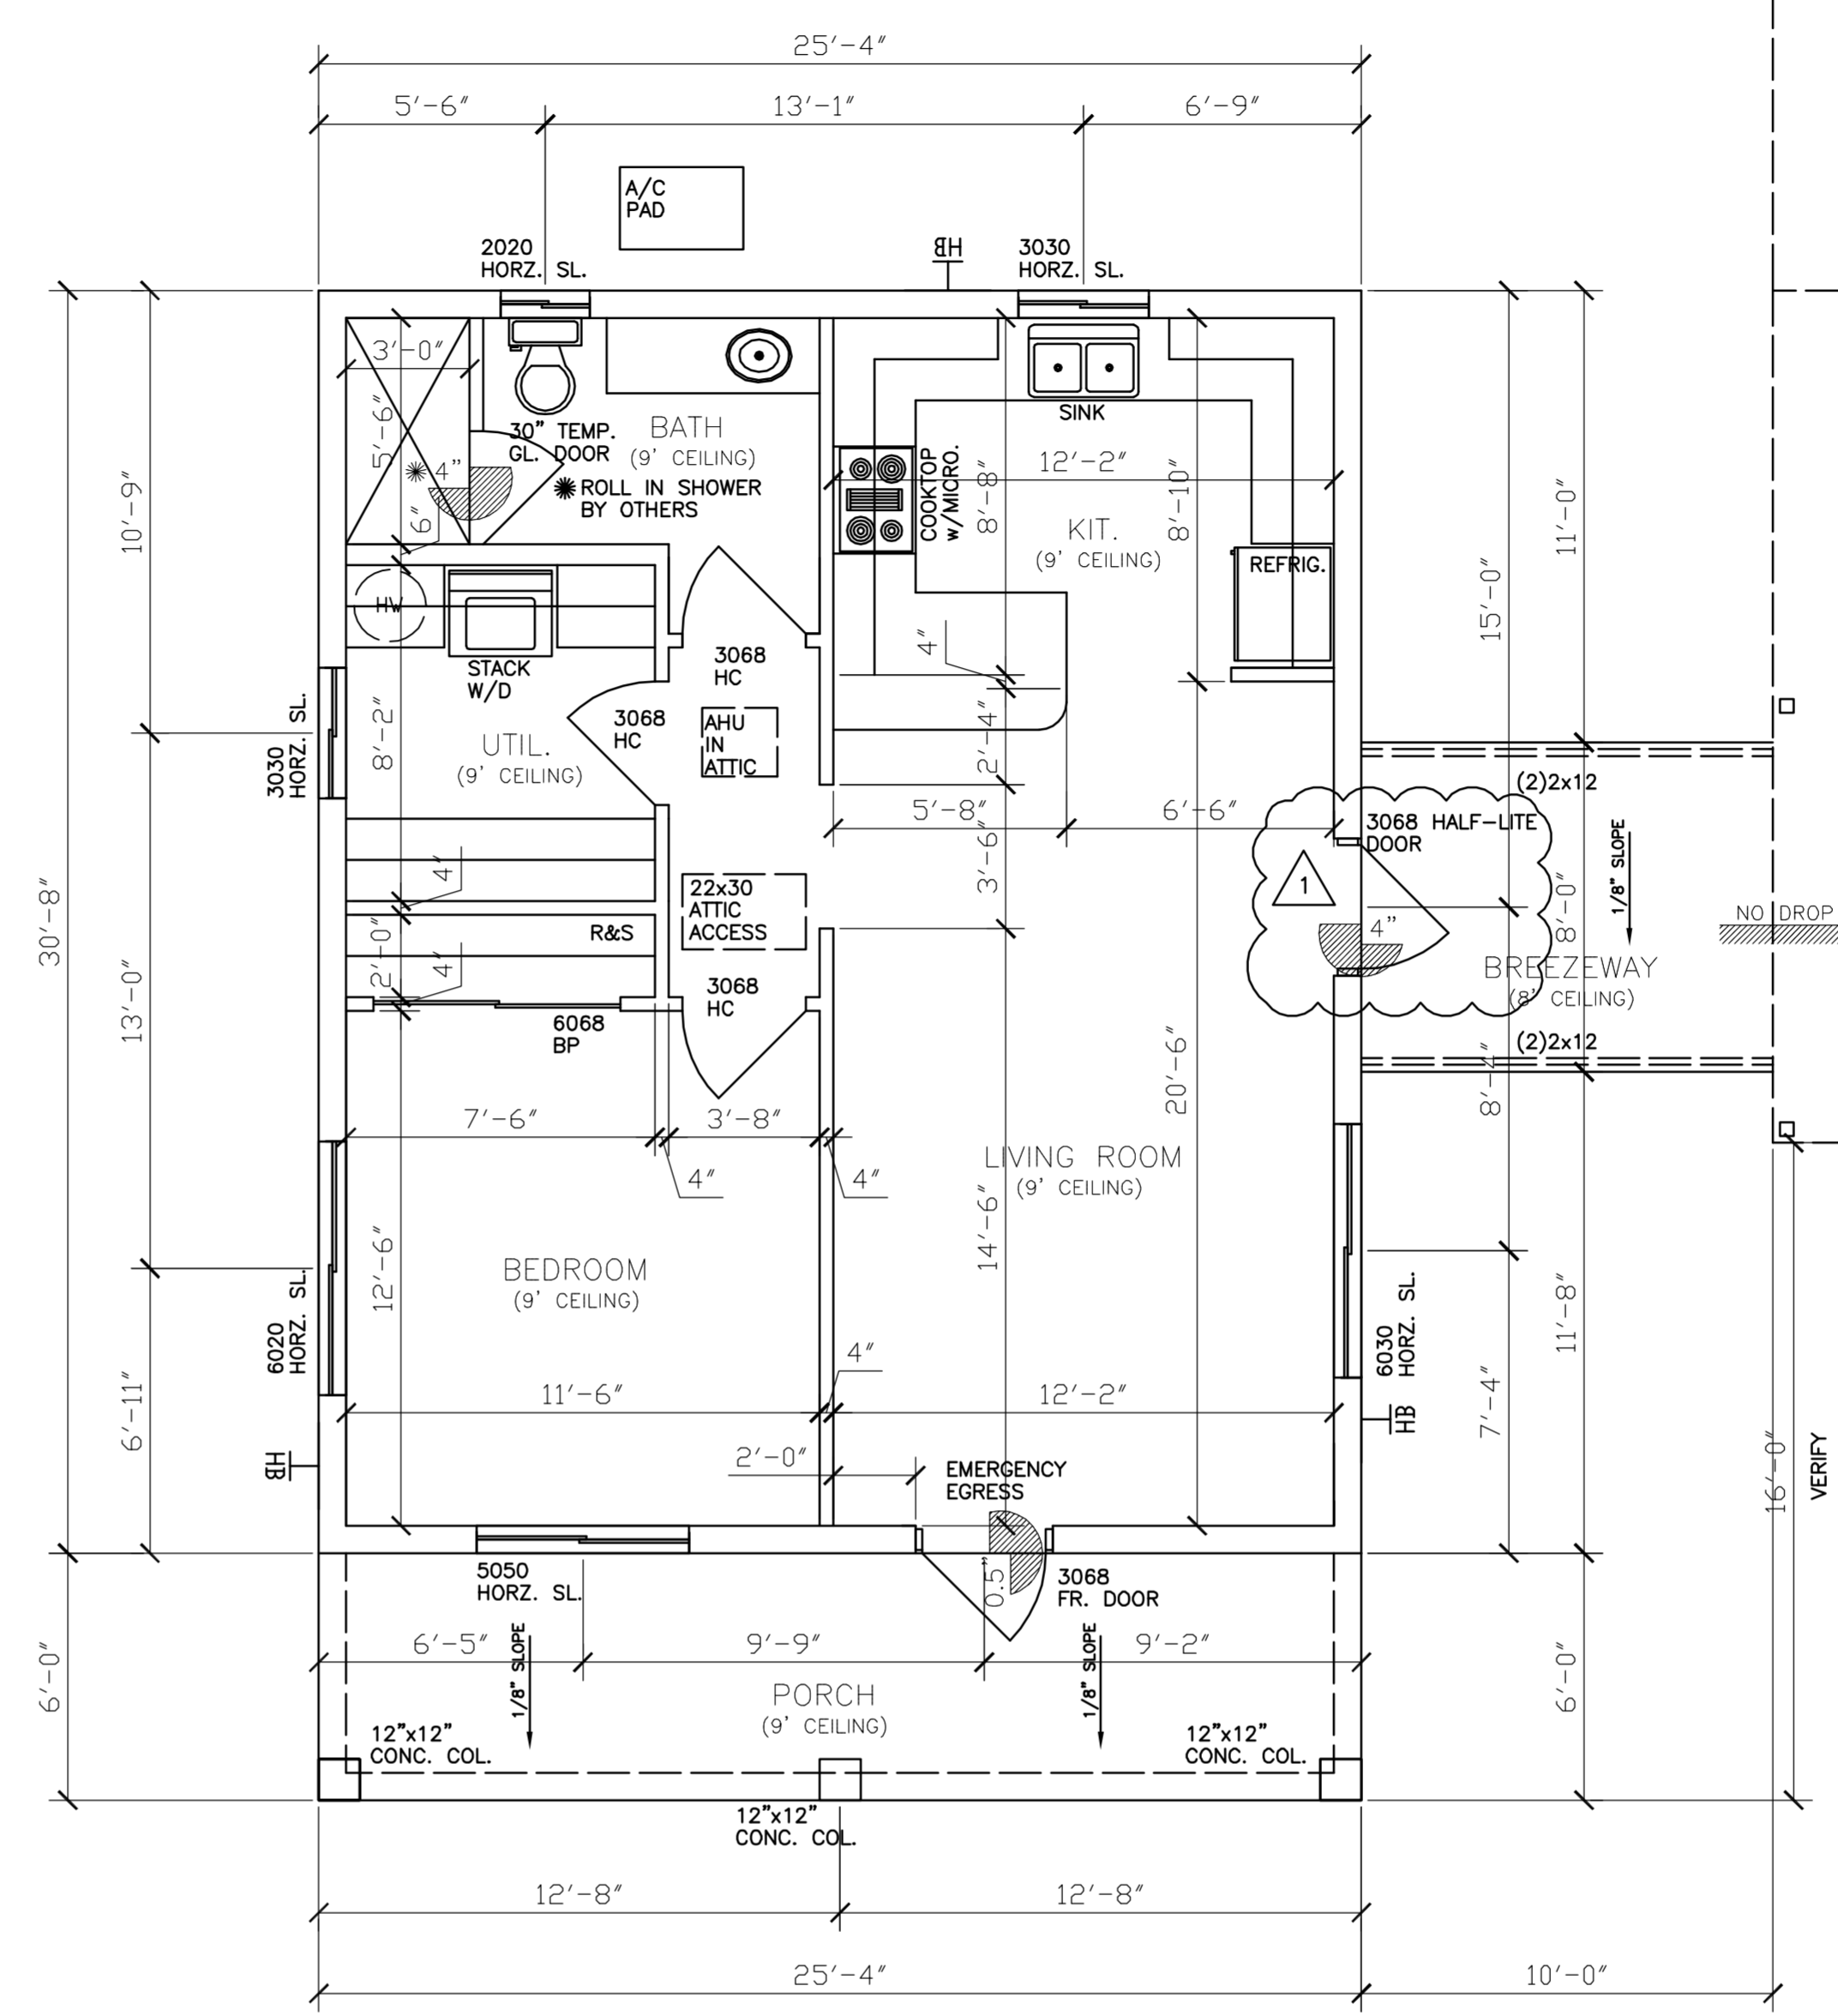 25'-4"
5'-6"
13'-1"
6'-9"
A/C
PAD
2020
HORZ. SL.
HB
3030
HORZ. SL.
3'-0"
5'-6"
4"
6"
30" TEMP.
GL. DOOR
BATH
(9' CEILING)
ROLL IN SHOWER
BY OTHERS
SINK
COOKTOP
w/MICRO.
12'-2"
8'-8"
8'-10"
KIT.
(9' CEILING)
REFRIG.
10'-9"
11'-0"
15'-0"
HW
STACK
W/D
3068
HC
4"
3030
HORZ. SL.
8'-2"
UTIL.
(9' CEILING)
3068
HC
AHU
IN
ATTIC
2'-4"
5'-8"
6'-6"
(2)2x12
3068 HALF-LITE
DOOR
1
4"
1/8" SLOPE
8'-0"
NO DROP
BREEZEWAY
(8' CEILING)
(2)2x12
30'-8"
13'-0"
4"
3'-6"
22x30
ATTIC
ACCESS
2'-0"
R&S
4"
3068
HC
6068
BP
20'-6"
8'-4"
7'-6"
3'-8"
4"
4"
LIVING ROOM
(9' CEILING)
14'-6"
12'-6"
BEDROOM
(9' CEILING)
6020
HORZ. SL.
6030
HORZ. SL.
11'-8"
7'-4"
6'-11"
4"
11'-6"
12'-2"
HB
HB
2'-0"
EMERGENCY
EGRESS
16'-0"
VERIFY
5050
HORZ. SL.
0.5"
3068
FR. DOOR
6'-0"
6'-5"
1/8" SLOPE
9'-9"
1/8" SLOPE
9'-2"
6'-0"
PORCH
(9' CEILING)
12"x12"
CONC. COL.
12"x12"
CONC. COL.
12"x12"
CONC. COL.
12'-8"
12'-8"
25'-4"
10'-0"